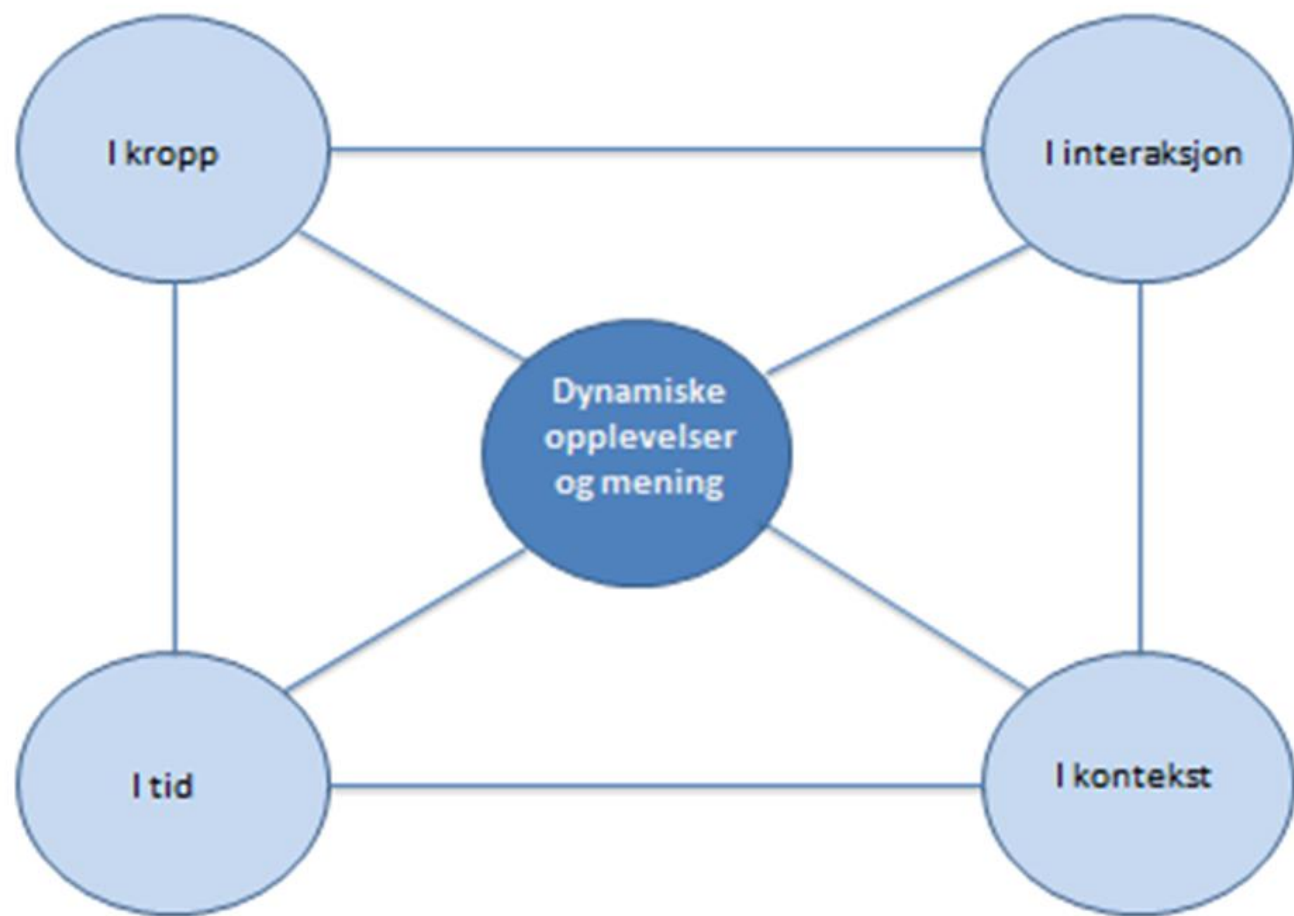 I kropp
I interaksjon
Dynamiske
opplevelser
og mening
I tid
I kontekst